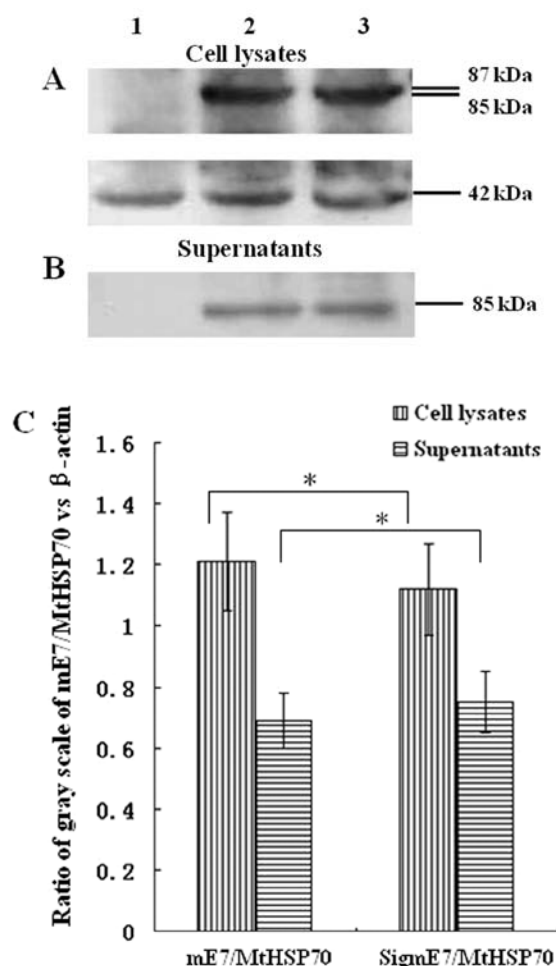 1 2 3
Cell lysates
A
87 kDa
85 kDa
42 kDa
Supernatants
B
85 kDa
C
Cell lysates
Supernatants
Ratio of gray scale of mE7/MtHSP70 vs β-actin
1.6
1.4
1.2
1
0.8
0.6
0.4
0.2
0
*
*
mE7/MtHSP70 SigmE7/MtHSP70